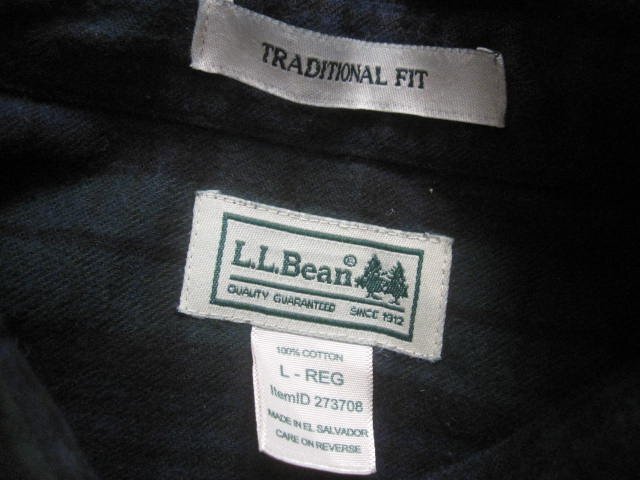 TRADITIONAL FIT
L.L.Bean®
QUALITY GUARANTEED SINCE 1912
100% COTTON
L - REG
ItemID 273708
MADE IN EL SALVADOR
CARE ON REVERSE